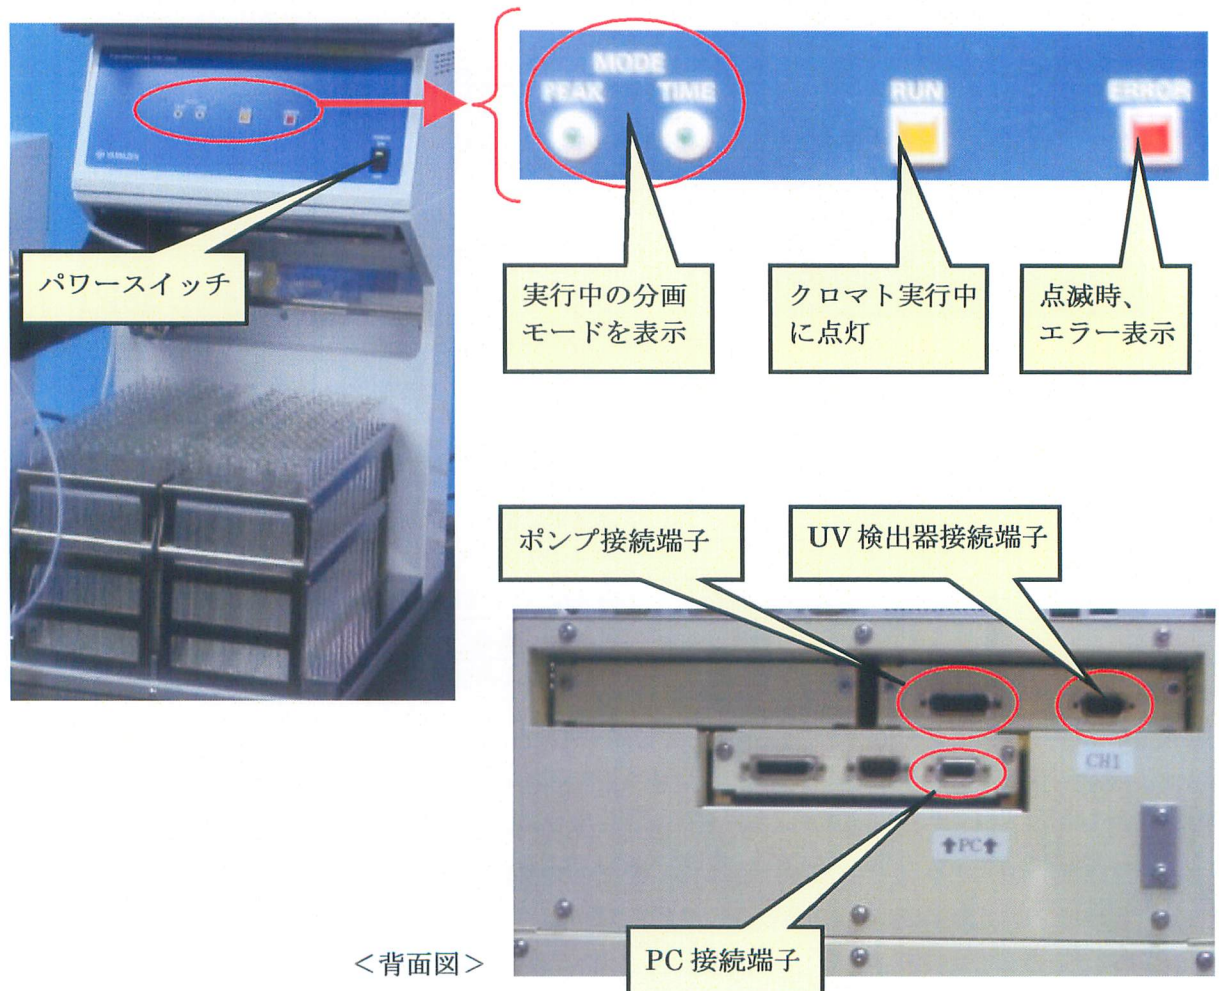 MODE
PEAK TIME
RUN
ERROR
パワースイッチ
実行中の分画
モードを表示
クロマト実行中
に点灯
点滅時、
エラー表示
ポンプ接続端子
UV 検出器接続端子
CH1
⬆PC⬆
PC 接続端子
＜背面図＞